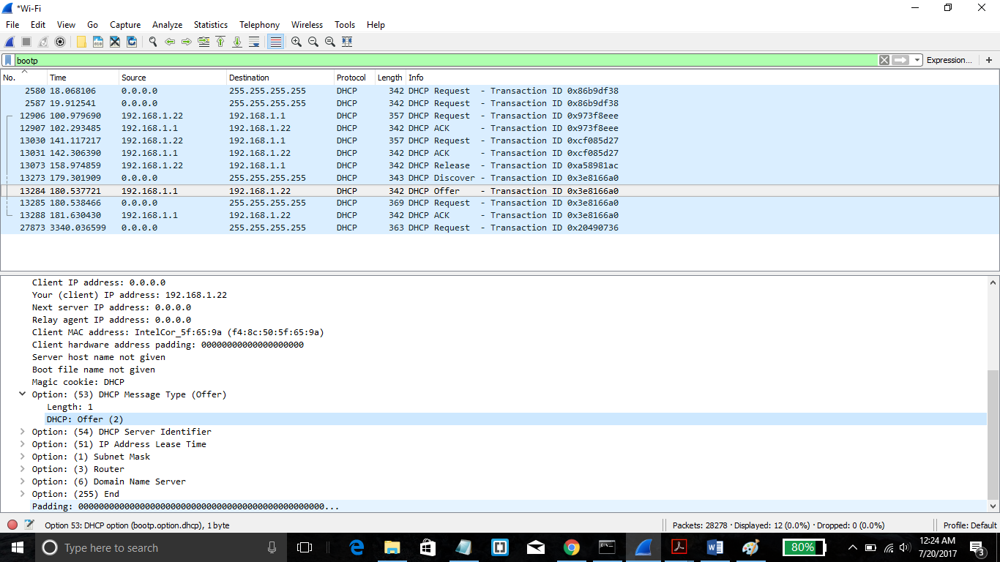 *Wi-Fi
File Edit View Go Capture Analyze Statistics Telephony Wireless Tools Help
bootp
Expression... +
No. Time Source Destination Protocol Length Info
2580 18.068106 0.0.0.0 255.255.255.255 DHCP 342 DHCP Request - Transaction ID 0x86b9df38
2587 19.912541 0.0.0.0 255.255.255.255 DHCP 342 DHCP Request - Transaction ID 0x86b9df38
12906 100.979690 192.168.1.22 192.168.1.1 DHCP 357 DHCP Request - Transaction ID 0x973f8eee
12907 102.293485 192.168.1.1 192.168.1.22 DHCP 342 DHCP ACK - Transaction ID 0x973f8eee
13030 141.117217 192.168.1.22 192.168.1.1 DHCP 357 DHCP Request - Transaction ID 0xcf085d27
13031 142.306390 192.168.1.1 192.168.1.22 DHCP 342 DHCP ACK - Transaction ID 0xcf085d27
13073 158.974859 192.168.1.22 192.168.1.1 DHCP 342 DHCP Release - Transaction ID 0xa58981ac
13273 179.301909 0.0.0.0 255.255.255.255 DHCP 343 DHCP Discover - Transaction ID 0x3e8166a0
13284 180.537721 192.168.1.1 192.168.1.22 DHCP 342 DHCP Offer - Transaction ID 0x3e8166a0
13285 180.538466 0.0.0.0 255.255.255.255 DHCP 369 DHCP Request - Transaction ID 0x3e8166a0
13288 181.630430 192.168.1.1 192.168.1.22 DHCP 342 DHCP ACK - Transaction ID 0x3e8166a0
27873 3340.036599 0.0.0.0 255.255.255.255 DHCP 363 DHCP Request - Transaction ID 0x20490736
Client IP address: 0.0.0.0
Your (client) IP address: 192.168.1.22
Next server IP address: 0.0.0.0
Relay agent IP address: 0.0.0.0
Client MAC address: IntelCor_5f:65:9a (f4:8c:50:5f:65:9a)
Client hardware address padding: 00000000000000000000
Server host name not given
Boot file name not given
Magic cookie: DHCP
Option: (53) DHCP Message Type (Offer)
Length: 1
DHCP: Offer (2)
Option: (54) DHCP Server Identifier
Option: (51) IP Address Lease Time
Option: (1) Subnet Mask
Option: (3) Router
Option: (6) Domain Name Server
Option: (255) End
Padding: 000000000000000000000000000000000000000000000000...
Option 53: DHCP option (bootp.option.dhcp), 1 byte
Packets: 28278 · Displayed: 12 (0.0%) · Dropped: 0 (0.0%)
Profile: Default
Type here to search
80%
12:24 AM
7/20/2017
3